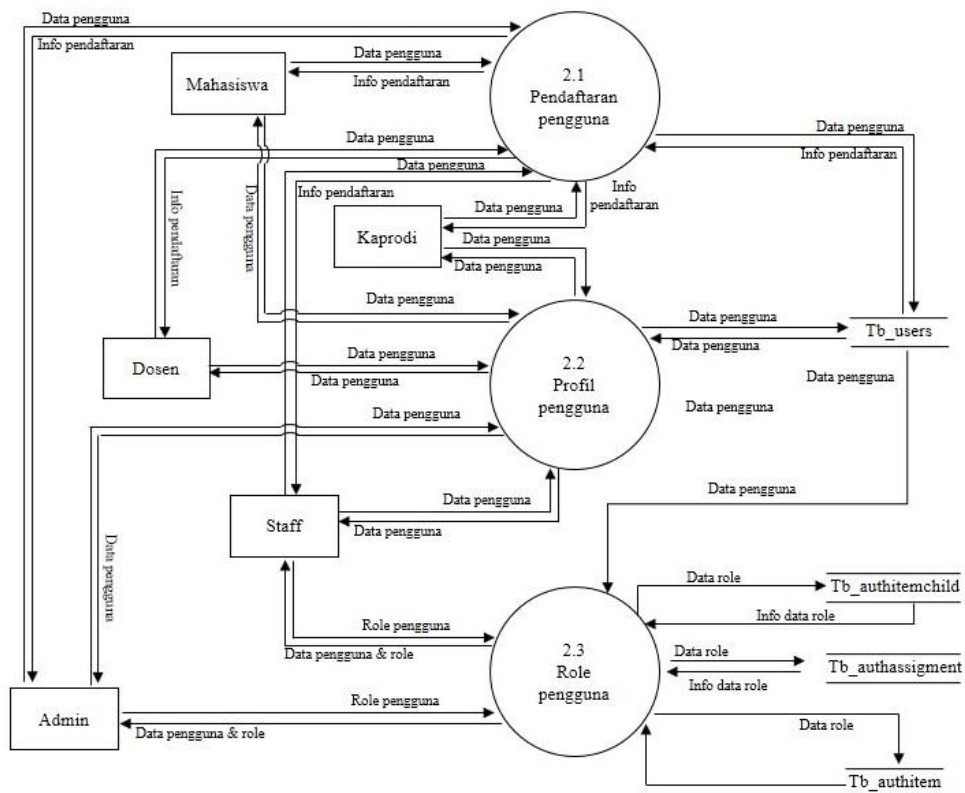 Data pengguna
Info pendaftaran
Data pengguna
Info pendaftaran
Mahasiswa
2.1
Pendaftaran
pengguna
Data pengguna
Info pendaftaran
Data pengguna
Data pengguna
Info pendaftaran
Info
pendaftaran
Info pendaftaran
Data pengguna
Data pengguna
Kaprodi
Data pengguna
Data pengguna
Data pengguna
Data pengguna
Data pengguna
Tb_users
Dosen
Data pengguna
Data pengguna
2.2
Profil
pengguna
Data pengguna
Data pengguna
Data pengguna
Data pengguna
Data pengguna
Data pengguna
Data pengguna
Staff
Data pengguna
Data role
Tb_authitemchild
Info data role
Role pengguna
Data pengguna & role
2.3
Role
pengguna
Data role
Info data role
Tb_authassigment
Admin
Role pengguna
Data pengguna & role
Data role
Tb_authitem